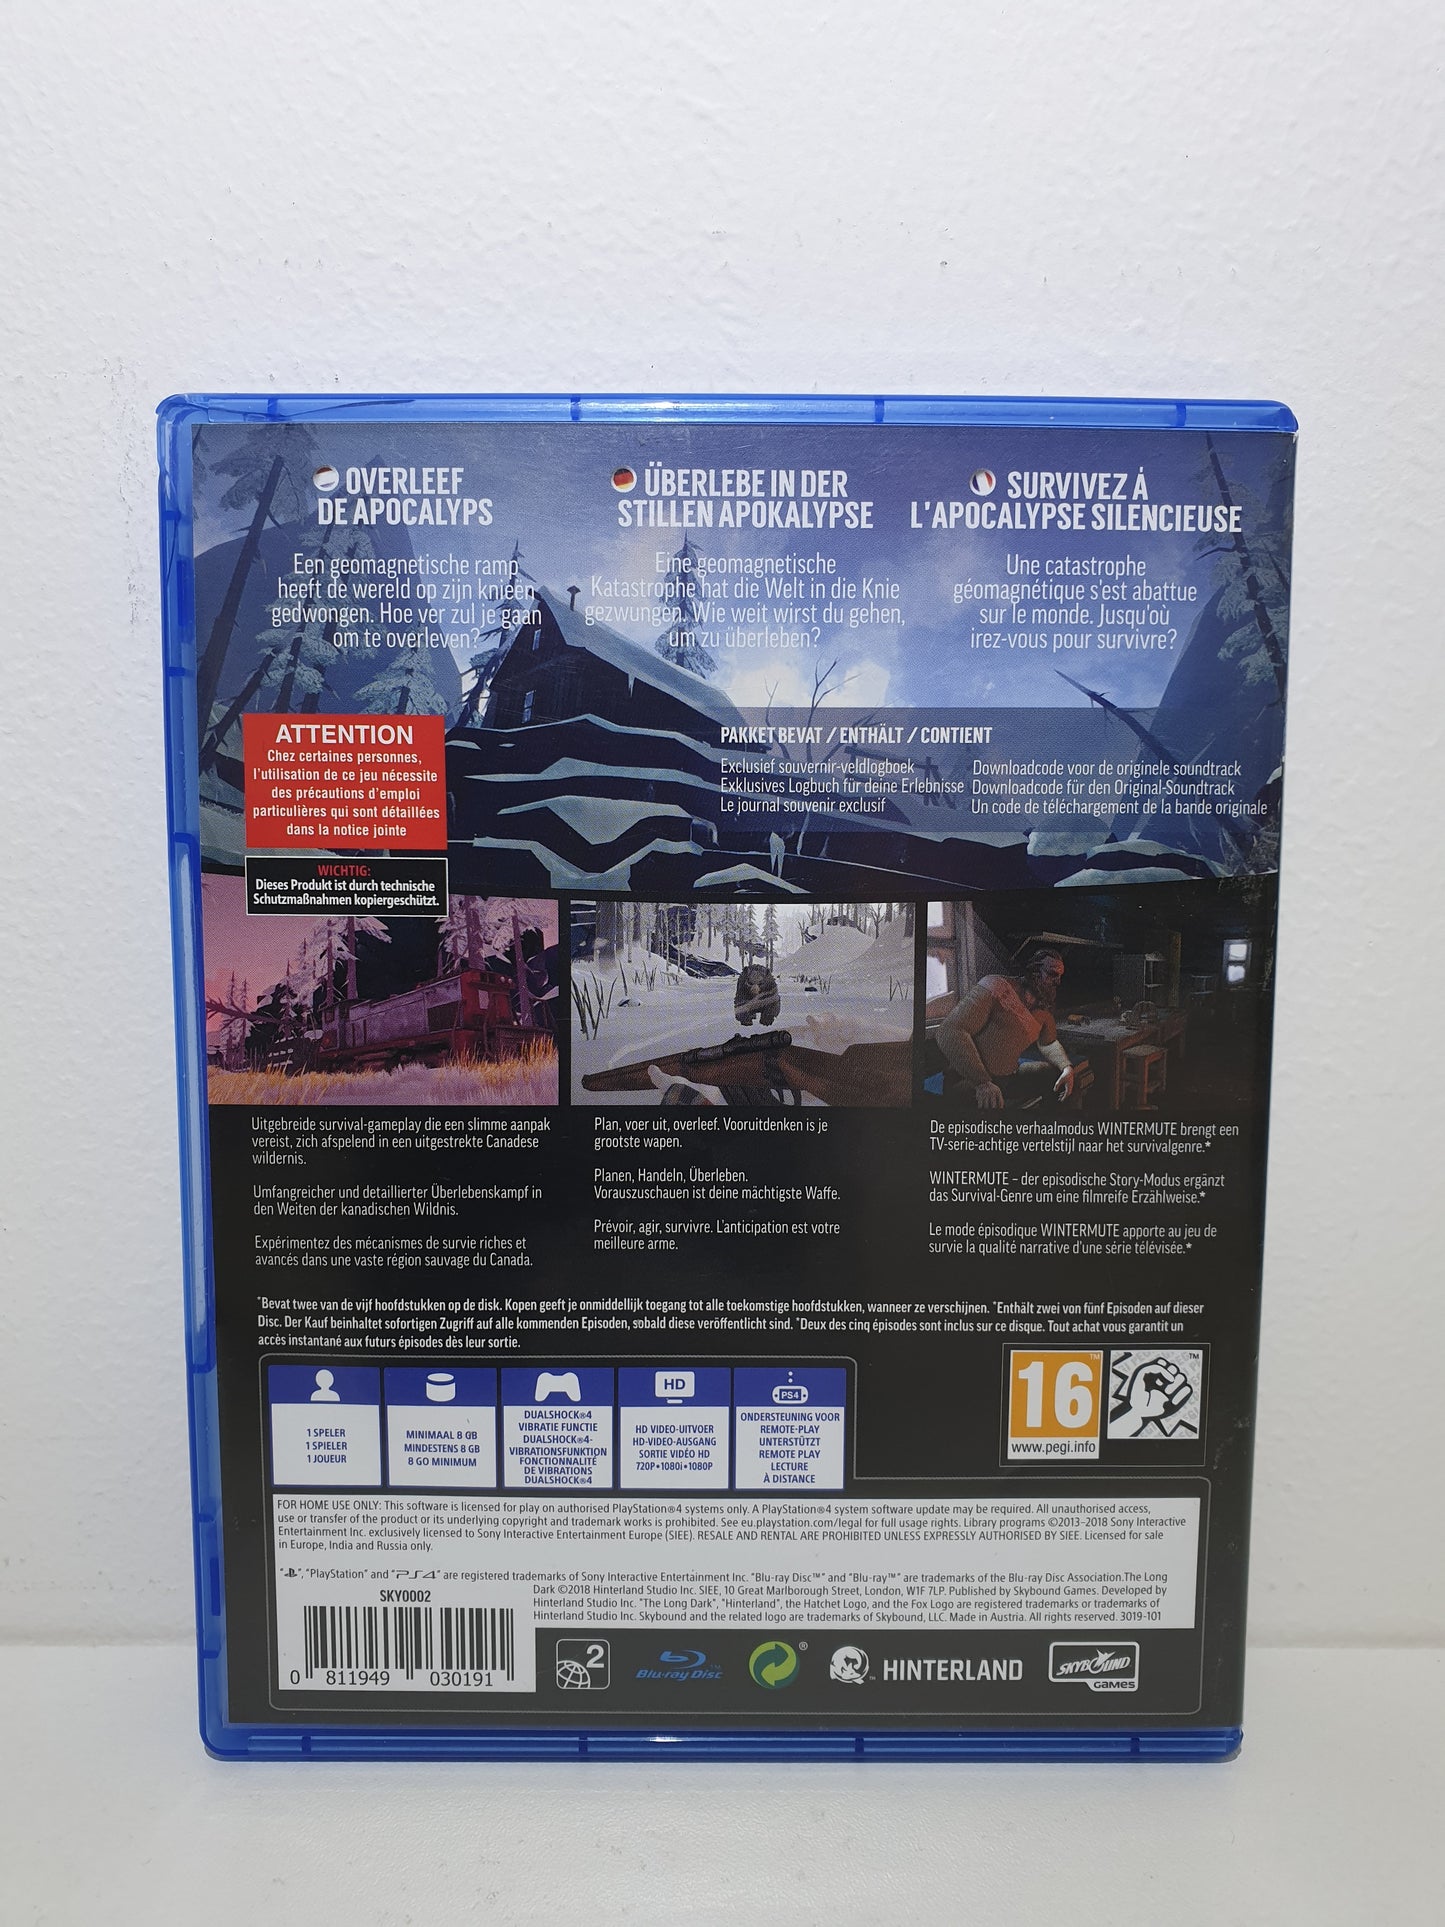 OVERLEEF
DE APOCALYPS
Een geomagnetische ramp
heeft de wereld op zijn knieën
gedwongen. Hoe ver zul je gaan
om te overleven?
ÜBERLEBE IN DER
STILLEN APOKALYPSE
Eine geomagnetische
Katastrophe hat die Welt in die Knie
gezwungen. Wie weit wirst du gehen,
um zu überleben?
SURVIVEZ Á
L'APOCALYPSE SILENCIEUSE
Une catastrophe
géomagnétique s'est abattue
sur le monde. Jusqu'où
irez-vous pour survivre?
ATTENTION
Chez certaines personnes,
l'utilisation de ce jeu nécessite
des précautions d'emploi
particulières qui sont détaillées
dans la notice jointe
WICHTIG:
Dieses Produkt ist durch technische
Schutzmaßnahmen kopiergeschützt.
PAKKET BEVAT / ENTHÄLT / CONTIENT
Exclusief souvernir-veldlogboek
Exklusives Logbuch für deine Erlebnisse
Le journal souvenir exclusif
Downloadcode voor de originele soundtrack
Downloadcode für den Original-Soundtrack
Un code de téléchargement de la bande originale
Uitgebreide survival-gameplay die een slimme aanpak
vereist, zich afspelend in een uitgestrekte Canadese
wildernis.
Umfangreicher und detaillierter Überlebenskampf in
den Weiten der kanadischen Wildnis.
Expérimentez des mécanismes de survie riches et
avancés dans une vaste région sauvage du Canada.
Plan, voer uit, overleef. Vooruitdenken is je
grootste wapen.
Planen, Handeln, Überleben.
Vorauszuschauen ist deine mächtigste Waffe.
Prévoir, agir, survivre. L'anticipation est votre
meilleure arme.
De episodische verhaalmodus WINTERMUTE brengt een
TV-serie-achtige vertelstijl naar het survivalgenre.*
WINTERMUTE – der episodische Story-Modus ergänzt
das Survival-Genre um eine filmreife Erzählweise.*
Le mode épisodique WINTERMUTE apporte au jeu de
survie la qualité narrative d'une série télévisée.*
*Bevat twee van de vijf hoofdstukken op de disk. Kopen geeft je onmiddellijk toegang tot alle toekomstige hoofdstukken, wanneer ze verschijnen. *Enthält zwei von fünf Episoden auf dieser
Disc. Der Kauf beinhaltet sofortigen Zugriff auf alle kommenden Episoden, sobald diese veröffentlicht sind. *Deux des cinq épisodes sont inclus sur ce disque. Tout achat vous garantit un
accès instantané aux futurs épisodes dès leur sortie.
1 SPELER
1 SPIELER
1 JOUEUR
MINIMAAL 8 GB
MINDESTENS 8 GB
8 GO MINIMUM
DUALSHOCK®4
VIBRATIE FUNCTIE
DUALSHOCK®4-
VIBRATIONSFUNKTION
FONCTIONNALITÉ
DE VIBRATIONS
DUALSHOCK®4
HD
HD VIDEO-UITVOER
HD-VIDEO-AUSGANG
SORTIE VIDÉO HD
720P•1080i•1080P
PS4
ONDERSTEUNING VOOR
REMOTE-PLAY
UNTERSTÜTZT
REMOTE PLAY
LECTURE
À DISTANCE
16
www.pegi.info
FOR HOME USE ONLY: This software is licensed for play on authorised PlayStation®4 systems only. A PlayStation®4 system software update may be required. All unauthorised access,
use or transfer of the product or its underlying copyright and trademark works is prohibited. See eu.playstation.com/legal for full usage rights. Library programs ©2013–2018 Sony Interactive
Entertainment Inc. exclusively licensed to Sony Interactive Entertainment Europe (SIEE). RESALE AND RENTAL ARE PROHIBITED UNLESS EXPRESSLY AUTHORISED BY SIEE. Licensed for sale
in Europe, India and Russia only.
"PlayStation" and "PS4" are registered trademarks of Sony Interactive Entertainment Inc. "Blu-ray Disc™" and "Blu-ray™" are trademarks of the Blu-ray Disc Association.The Long
Dark ©2018 Hinterland Studio Inc. SIEE, 10 Great Marlborough Street, London, W1F 7LP. Published by Skybound Games. Developed by
Hinterland Studio Inc. "The Long Dark", "Hinterland", the Hatchet Logo, and the Fox Logo are registered trademarks or trademarks of
Hinterland Studio Inc. Skybound and the related logo are trademarks of Skybound, LLC. Made in Austria. All rights reserved. 3019-101
SKY0002
0 811949 030191
2
Blu-ray Disc
HINTERLAND
SKYBOUND
GAMES